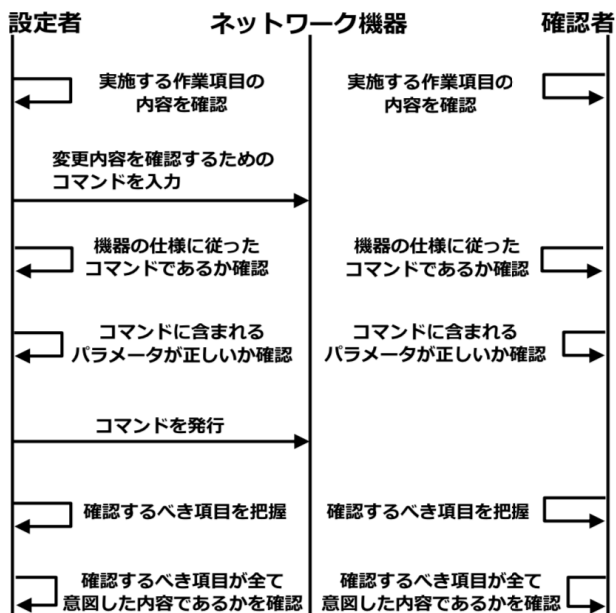 設定者 ネットワーク機器 確認者
実施する作業項目の
内容を確認
実施する作業項目の
内容を確認
変更内容を確認するための
コマンドを入力
機器の仕様に従った
コマンドであるか確認
機器の仕様に従った
コマンドであるか確認
コマンドに含まれる
パラメータが正しいか確認
コマンドに含まれる
パラメータが正しいか確認
コマンドを発行
確認するべき項目を把握
確認するべき項目を把握
確認するべき項目が全て
意図した内容であるかを確認
確認するべき項目が全て
意図した内容であるかを確認